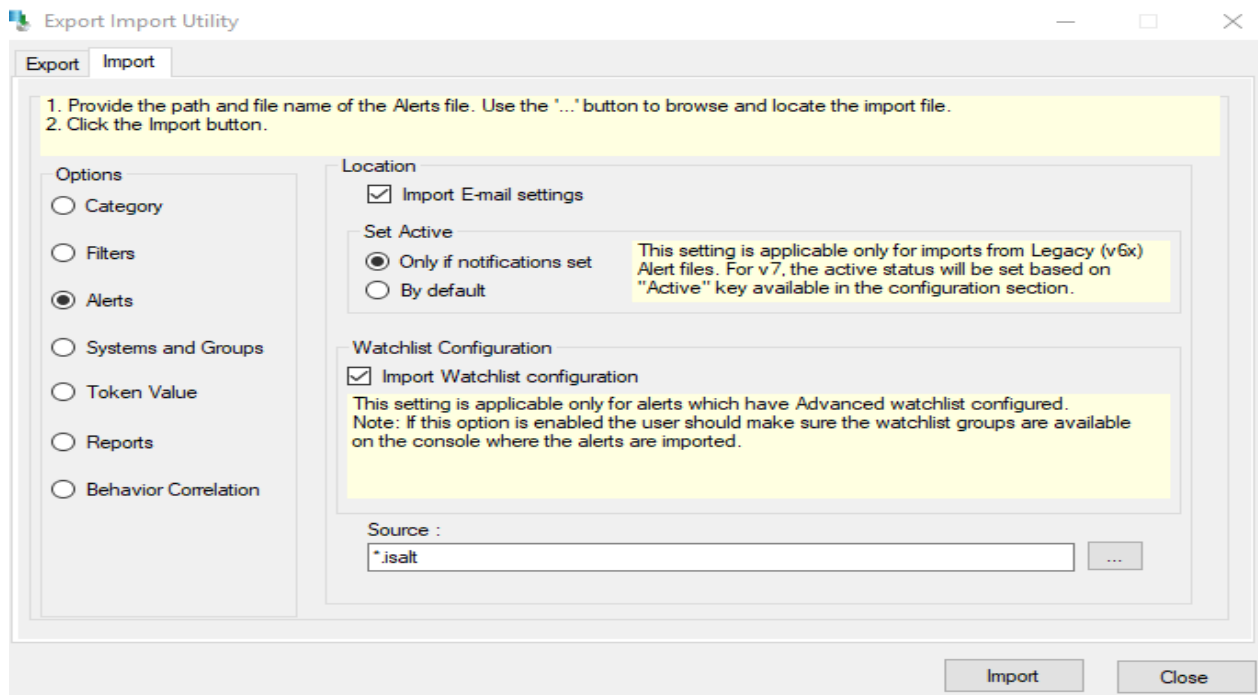 Export Import Utility
Export
Import
1. Provide the path and file name of the Alerts file. Use the '...' button to browse and locate the import file.
2. Click the Import button.
Options
Category
Filters
Alerts
Systems and Groups
Token Value
Reports
Behavior Correlation
Location
Import E-mail settings
Set Active
Only if notifications set
By default
This setting is applicable only for imports from Legacy (v6x)
Alert files. For v7, the active status will be set based on
"Active" key available in the configuration section.
Watchlist Configuration
Import Watchlist configuration
This setting is applicable only for alerts which have Advanced watchlist configured.
Note: If this option is enabled the user should make sure the watchlist groups are available
on the console where the alerts are imported.
Source :
*.isalt
...
Import
Close